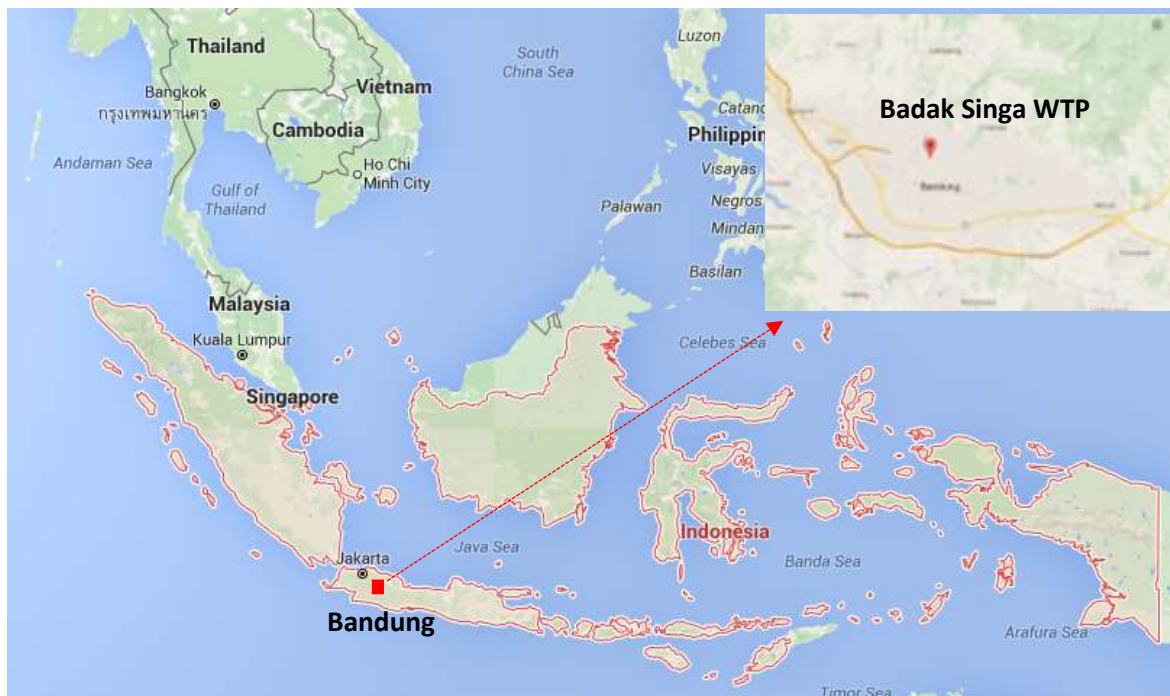 Thailand
Bangkok
กรุงเทพมหานคร
Vietnam
Cambodia
Ho Chi
Minh City
Andaman Sea
Gulf of
Thailand
South
China Sea
Luzon
Catand
Philippin
Visayas
Negros
Palawan
Mindan
Basilan
Badak Singa WTP
Bandung
Malaysia
Kuala Lumpur
Singapore
Celebes Sea
Indonesia
Java Sea
Banda Sea
Jakarta
Bandung
Arafura Sea
Timor Sea